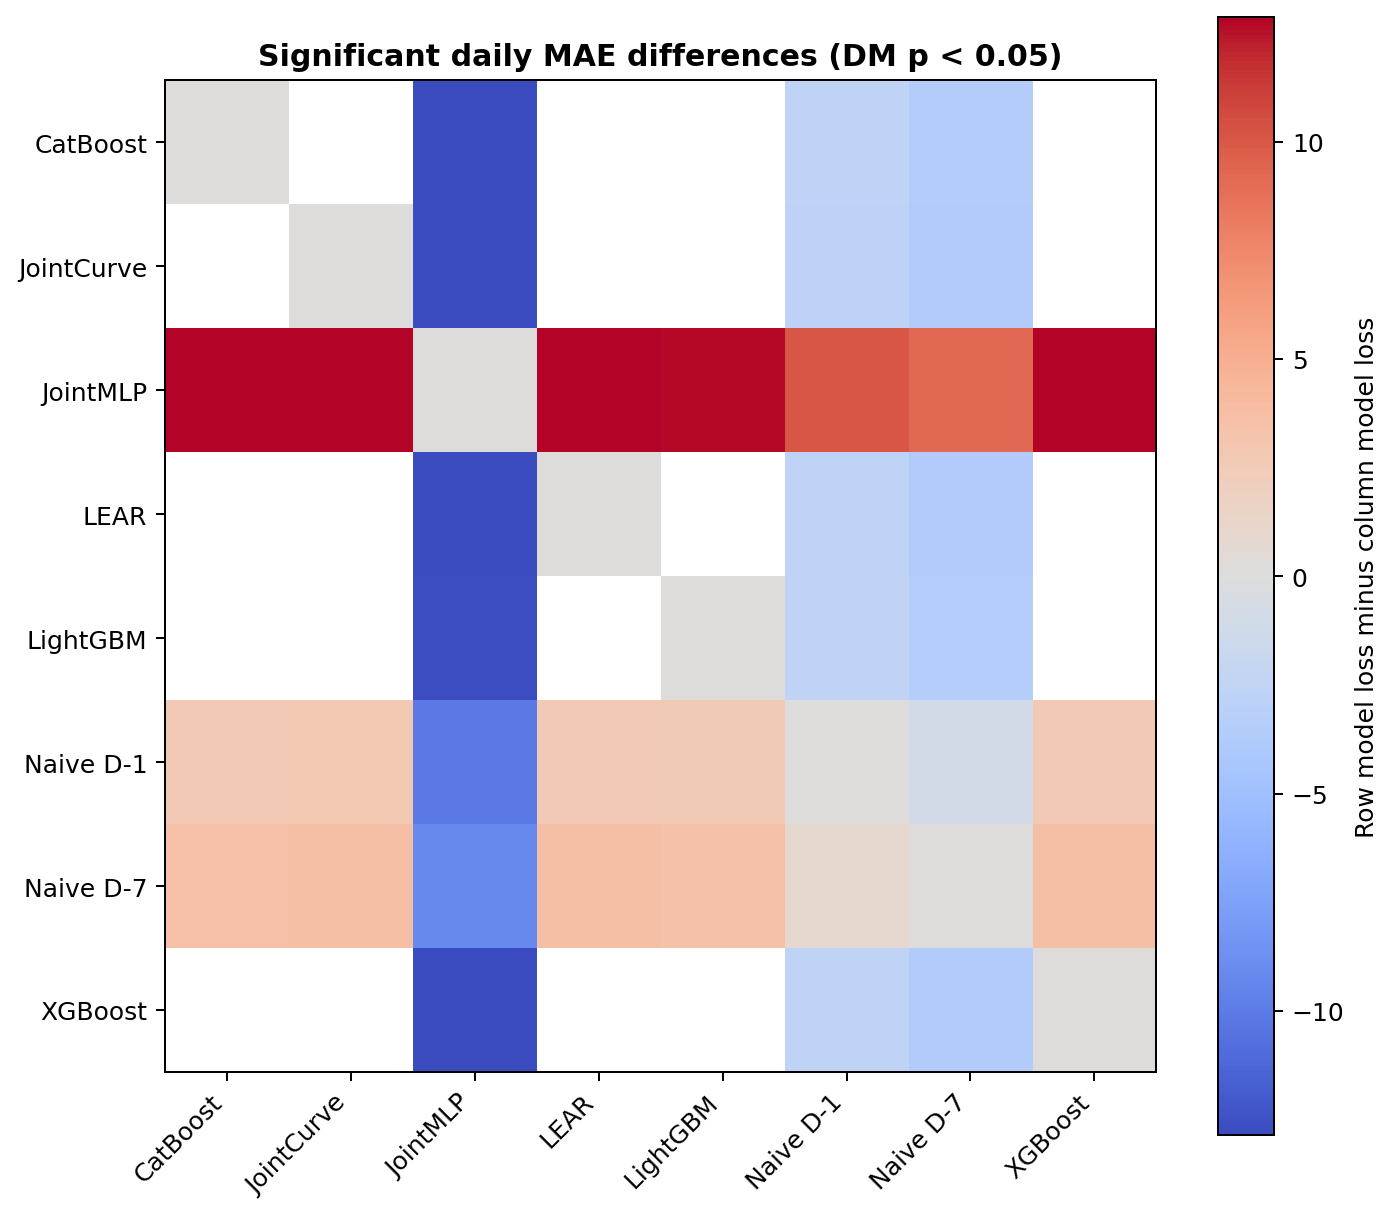 Significant daily MAE differences (DM p < 0.05)
CatBoost
JointCurve
JointMLP
LEAR
LightGBM
Naive D-1
Naive D-7
XGBoost
CatBoost
JointCurve
JointMLP
LEAR
LightGBM
Naive D-1
Naive D-7
XGBoost
10
5
0
−5
−10
Row model loss minus column model loss